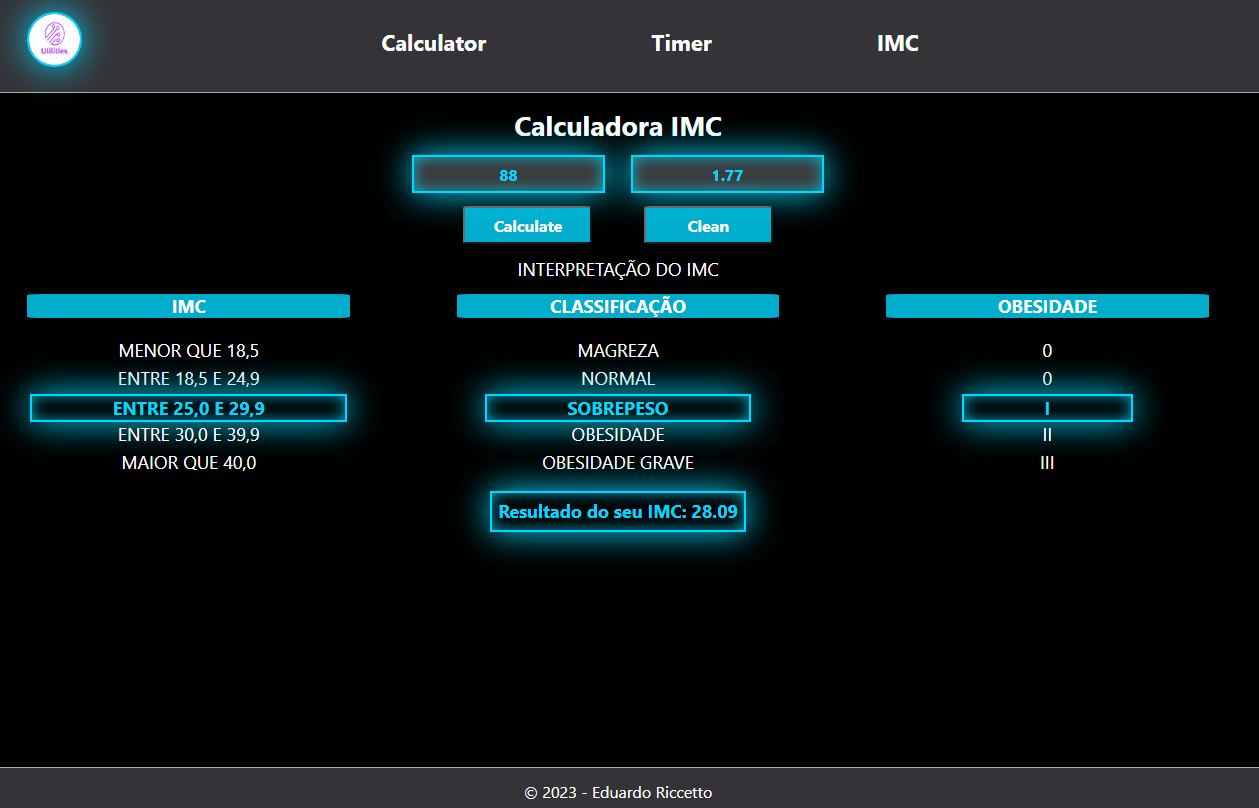 Utilities
Calculator Timer IMC
Calculadora IMC
88 1.77
Calculate Clean
INTERPRETAÇÃO DO IMC
IMC CLASSIFICAÇÃO OBESIDADE
MENOR QUE 18,5 MAGREZA 0
ENTRE 18,5 E 24,9 NORMAL 0
ENTRE 25,0 E 29,9 SOBREPESO I
ENTRE 30,0 E 39,9 OBESIDADE II
MAIOR QUE 40,0 OBESIDADE GRAVE III
Resultado do seu IMC: 28.09
© 2023 - Eduardo Riccetto